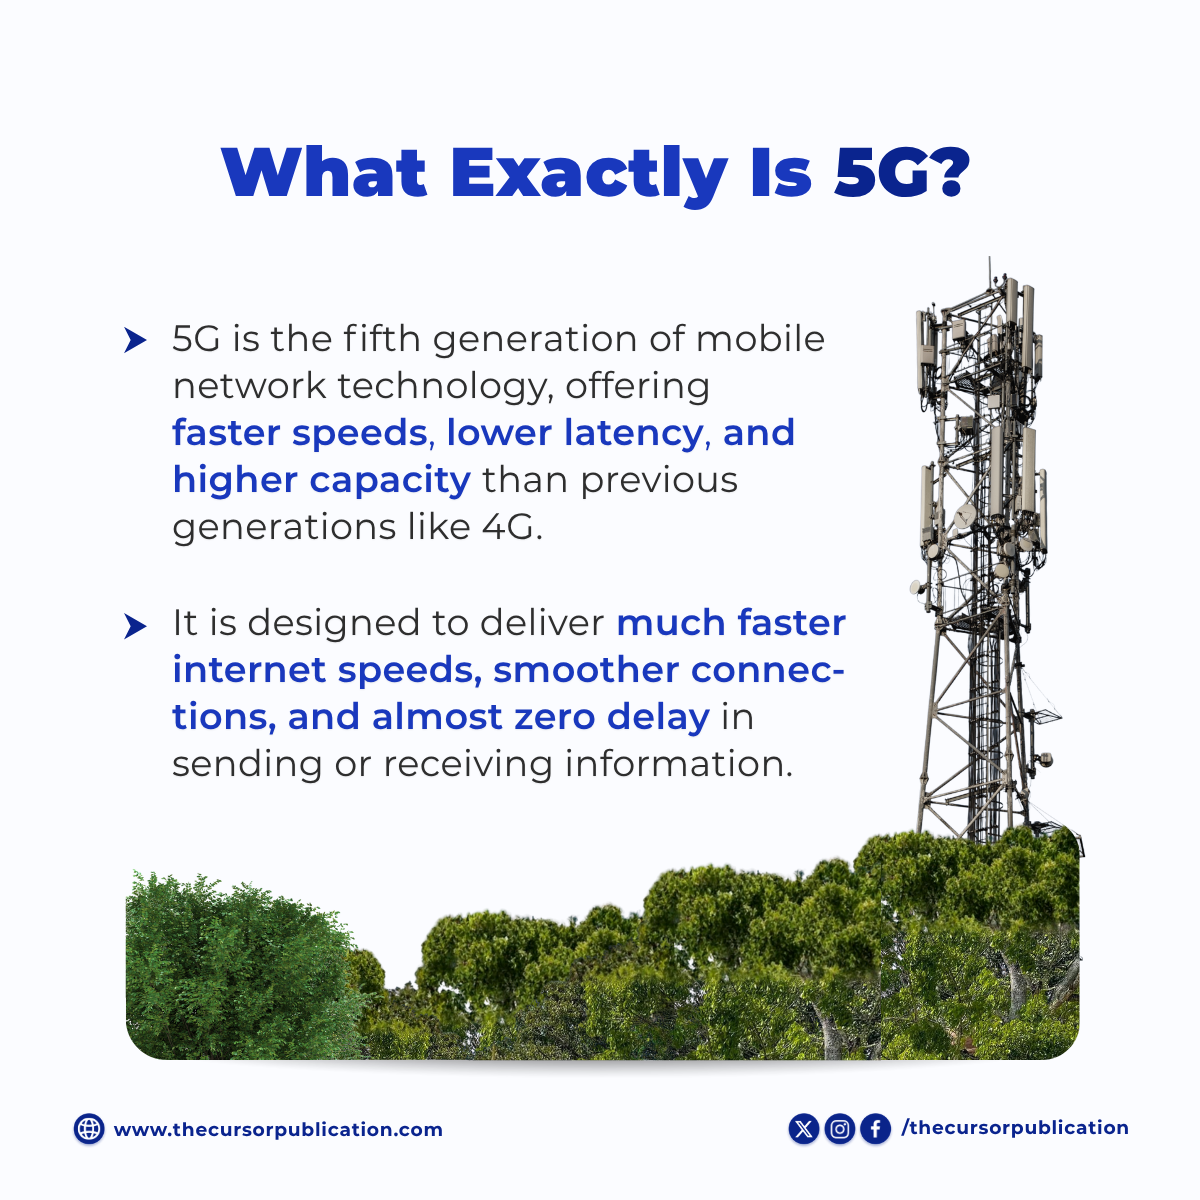 What Exactly Is 5G?
5G is the fifth generation of mobile
network technology, offering
faster speeds, lower latency, and
higher capacity than previous
generations like 4G.
It is designed to deliver much faster
internet speeds, smoother connec-
tions, and almost zero delay in
sending or receiving information.
www.thecursorpublication.com
/thecursorpublication